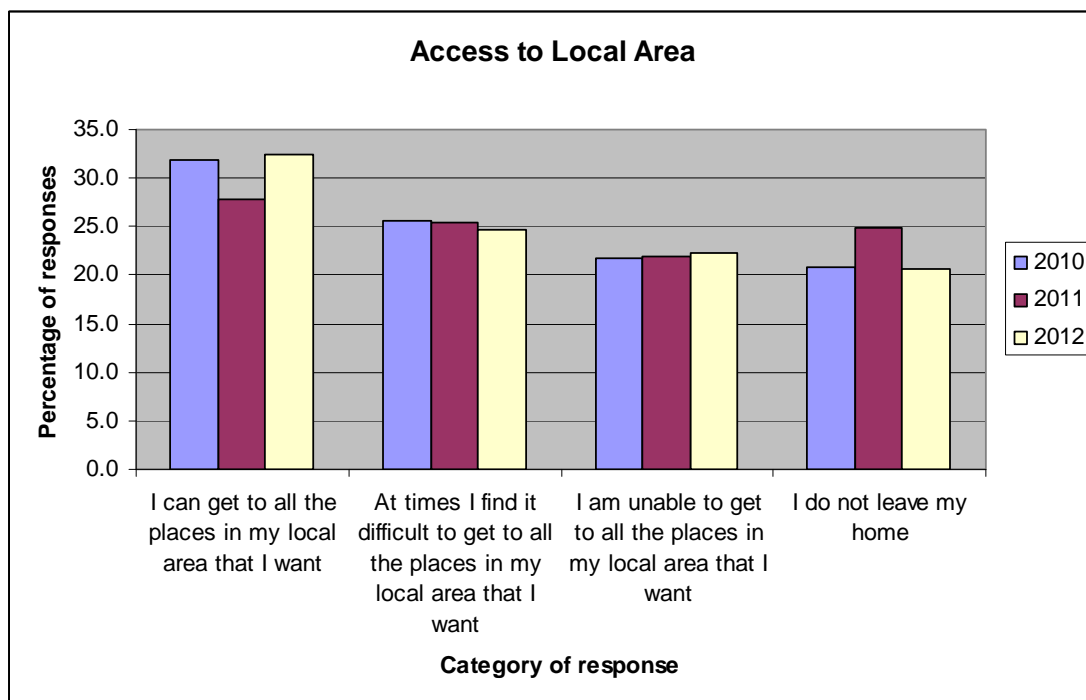 Access to Local Area
35.0
30.0
25.0
20.0
15.0
10.0
5.0
0.0
Percentage of responses
I can get to all the
places in my local
area that I want
At times I find it
difficult to get to all
the places in my
local area that I
want
I am unable to get
to all the places in
my local area that I
want
I do not leave my
home
Category of response
2010
2011
2012